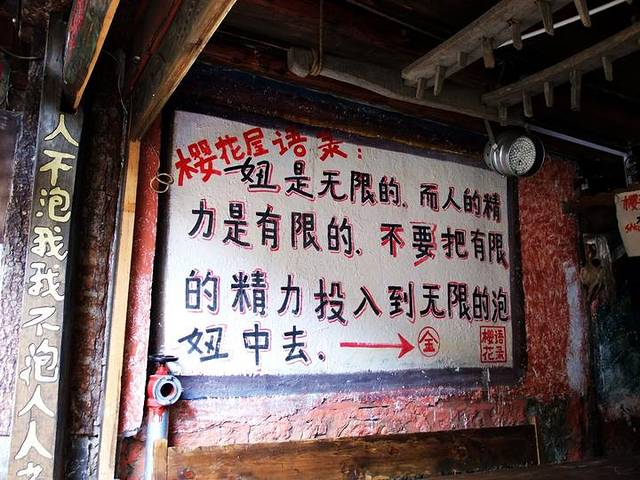 樱花屋语录:
妞是无限的.而人的精
力是有限的.不要把有限
的精力投入到无限的泡
妞中去.
金
樱花语录
人不泡我我不泡人人